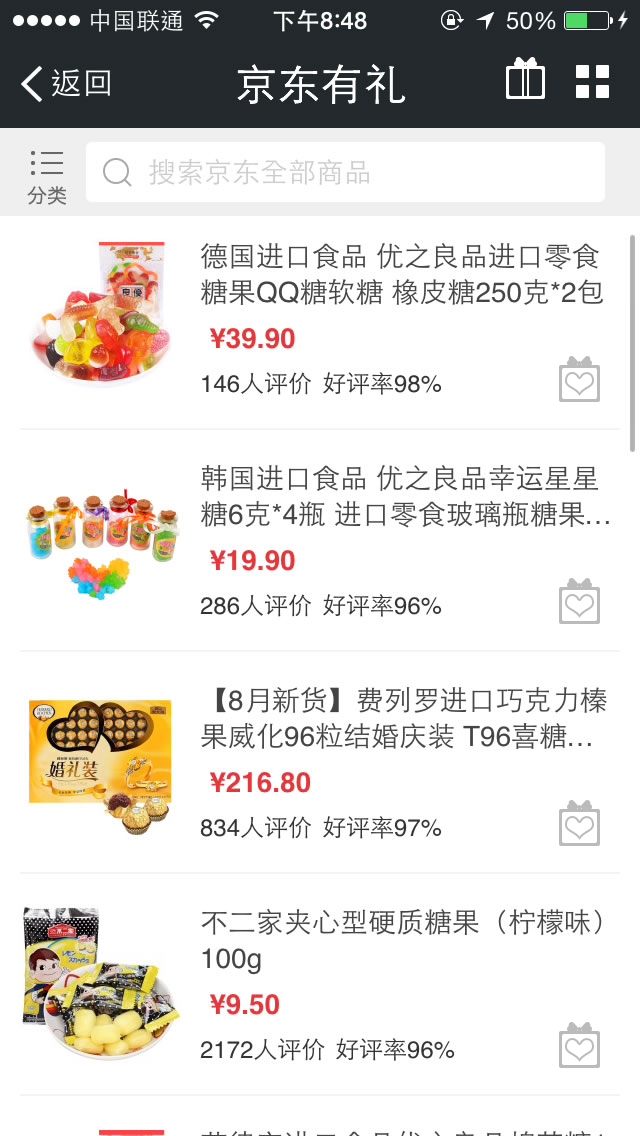 中国联通
下午8:48
50%
返回
京东有礼
分类
搜索京东全部商品
德国进口食品 优之良品进口零食
糖果QQ糖软糖 橡皮糖250克*2包
¥39.90
146人评价 好评率98%
韩国进口食品 优之良品幸运星星
糖6克*4瓶 进口零食玻璃瓶糖果...
¥19.90
286人评价 好评率96%
婚礼装
【8月新货】费列罗进口巧克力榛
果威化96粒结婚庆装 T96喜糖...
¥216.80
834人评价 好评率97%
不二家
不二家夹心型硬质糖果（柠檬味）
100g
¥9.50
2172人评价 好评率96%